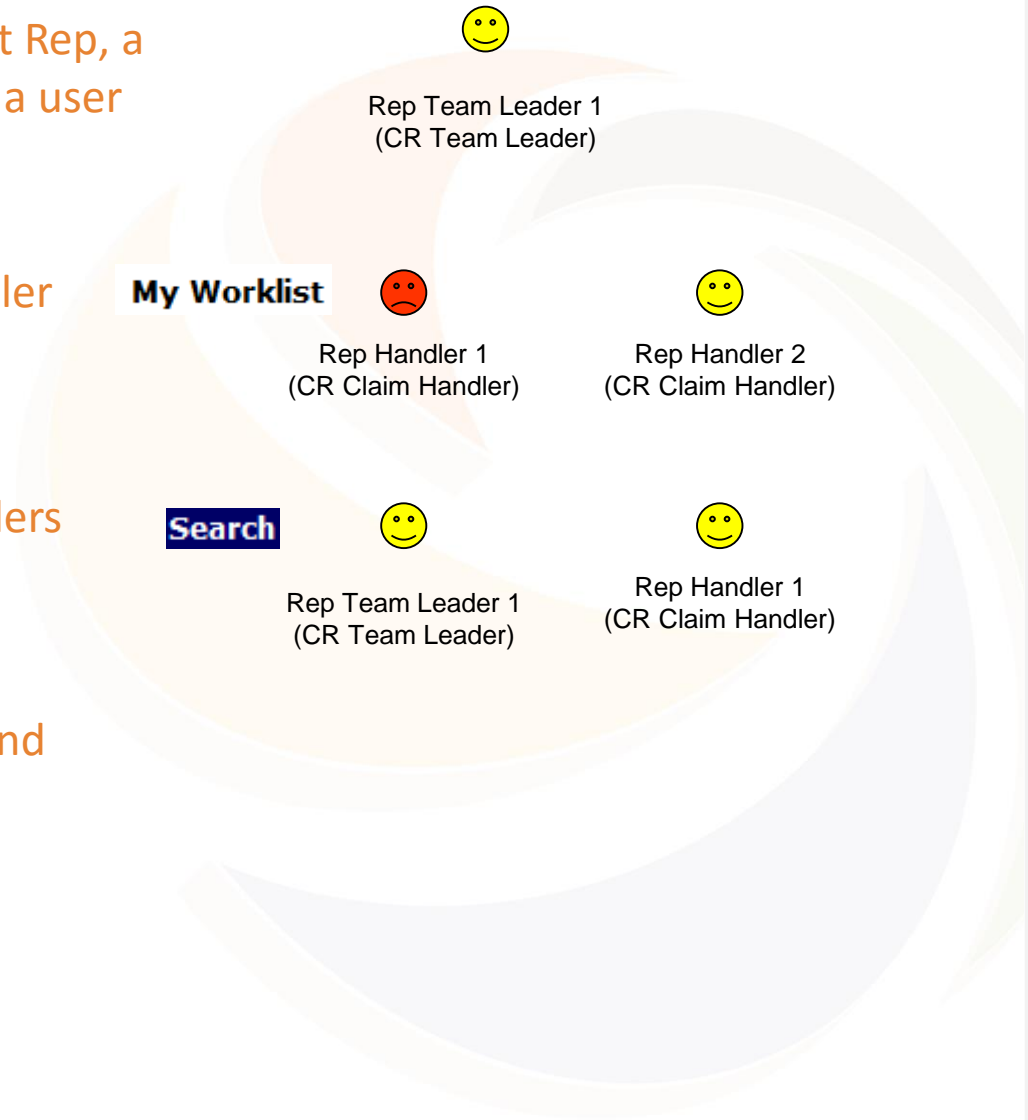 t Rep, a
a user
Rep Team Leader 1
(CR Team Leader)
ler
My Worklist
Rep Handler 1
(CR Claim Handler)
Rep Handler 2
(CR Claim Handler)
lers
Search
Rep Team Leader 1
(CR Team Leader)
Rep Handler 1
(CR Claim Handler)
nd